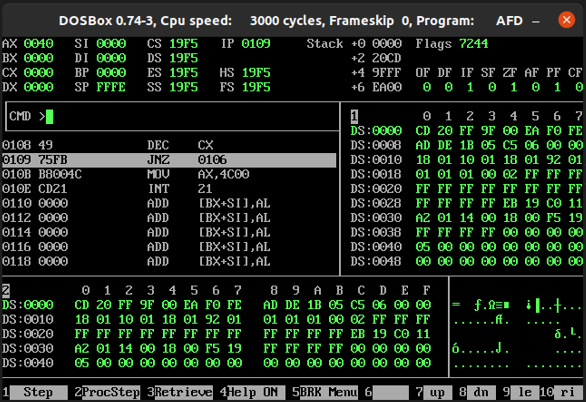 DOSBox 0.74-3, Cpu speed: 3000 cycles, Frameskip 0, Program: AFD
AX 0040 SI 0000 CS 19F5 IP 0109 Stack +0 0000 Flags 7244
BX 0000 DI 0000 DS 19F5 +2 20CD
CX 0000 BP 0000 ES 19F5 HS 19F5 +4 9FFF OF DF IF SF ZF AF PF CF
DX 0000 SP FFFE SS 19F5 FS 19F5 +6 EA00 0 0 1 0 1 0 1 0
CMD >
0108 49 DEC CX
0109 75FB JNZ 0106
010B B8004C MOV AX,4C00
010E CD21 INT 21
0110 0000 ADD [BX+SI],AL
0112 0000 ADD [BX+SI],AL
0114 0000 ADD [BX+SI],AL
0116 0000 ADD [BX+SI],AL
0118 0000 ADD [BX+SI],AL
1 0 1 2 3 4 5 6 7
DS:0000 CD 20 FF 9F 00 EA F0 FE
DS:0008 AD DE 1B 05 C5 06 00 00
DS:0010 18 01 10 01 18 01 92 01
DS:0018 01 01 01 00 02 FF FF FF
DS:0020 FF FF FF FF FF FF FF FF
DS:0028 FF FF FF FF EB 19 C0 11
DS:0030 A2 01 14 00 18 00 F5 19
DS:0038 FF FF FF FF 00 00 00 00
DS:0040 05 00 00 00 00 00 00 00
DS:0048 00 00 00 00 00 00 00 00
2 0 1 2 3 4 5 6 7 8 9 A B C D E F
DS:0000 CD 20 FF 9F 00 EA F0 FE AD DE 1B 05 C5 06 00 00
DS:0010 18 01 10 01 18 01 92 01 01 01 01 00 02 FF FF FF
DS:0020 FF FF FF FF FF FF FF FF FF FF FF FF EB 19 C0 11
DS:0030 A2 01 14 00 18 00 F5 19 FF FF FF FF 00 00 00 00
DS:0040 05 00 00 00 00 00 00 00 00 00 00 00 00 00 00 00
= ƒ.Ω≡■ ¡▐..┼...
......Æ. ........
........ ....δ.└.
ó.....⌡. ........
........ ........
1 Step 2ProcStep 3Retrieve 4Help ON 5BRK Menu 6 7 up 8 dn 9 le 10 ri